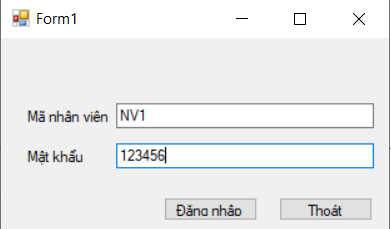 Form1
Mã nhân viên NV1
Mật khẩu 123456
Đăng nhập Thoát